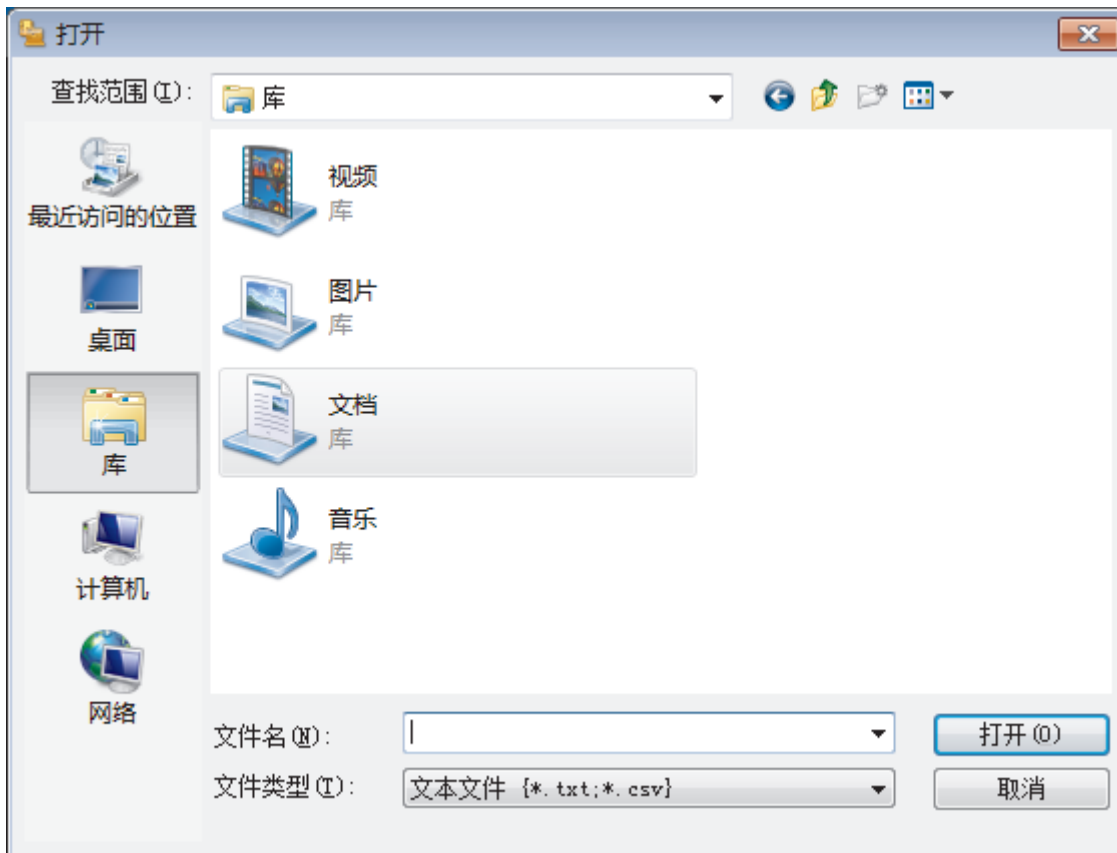 打开
查找范围(I):
库
最近访问的位置
桌面
库
计算机
网络
视频
库
图片
库
文档
库
音乐
库
文件名(N):
打开(O)
文件类型(T):
文本文件 {*.txt;*.csv}
取消